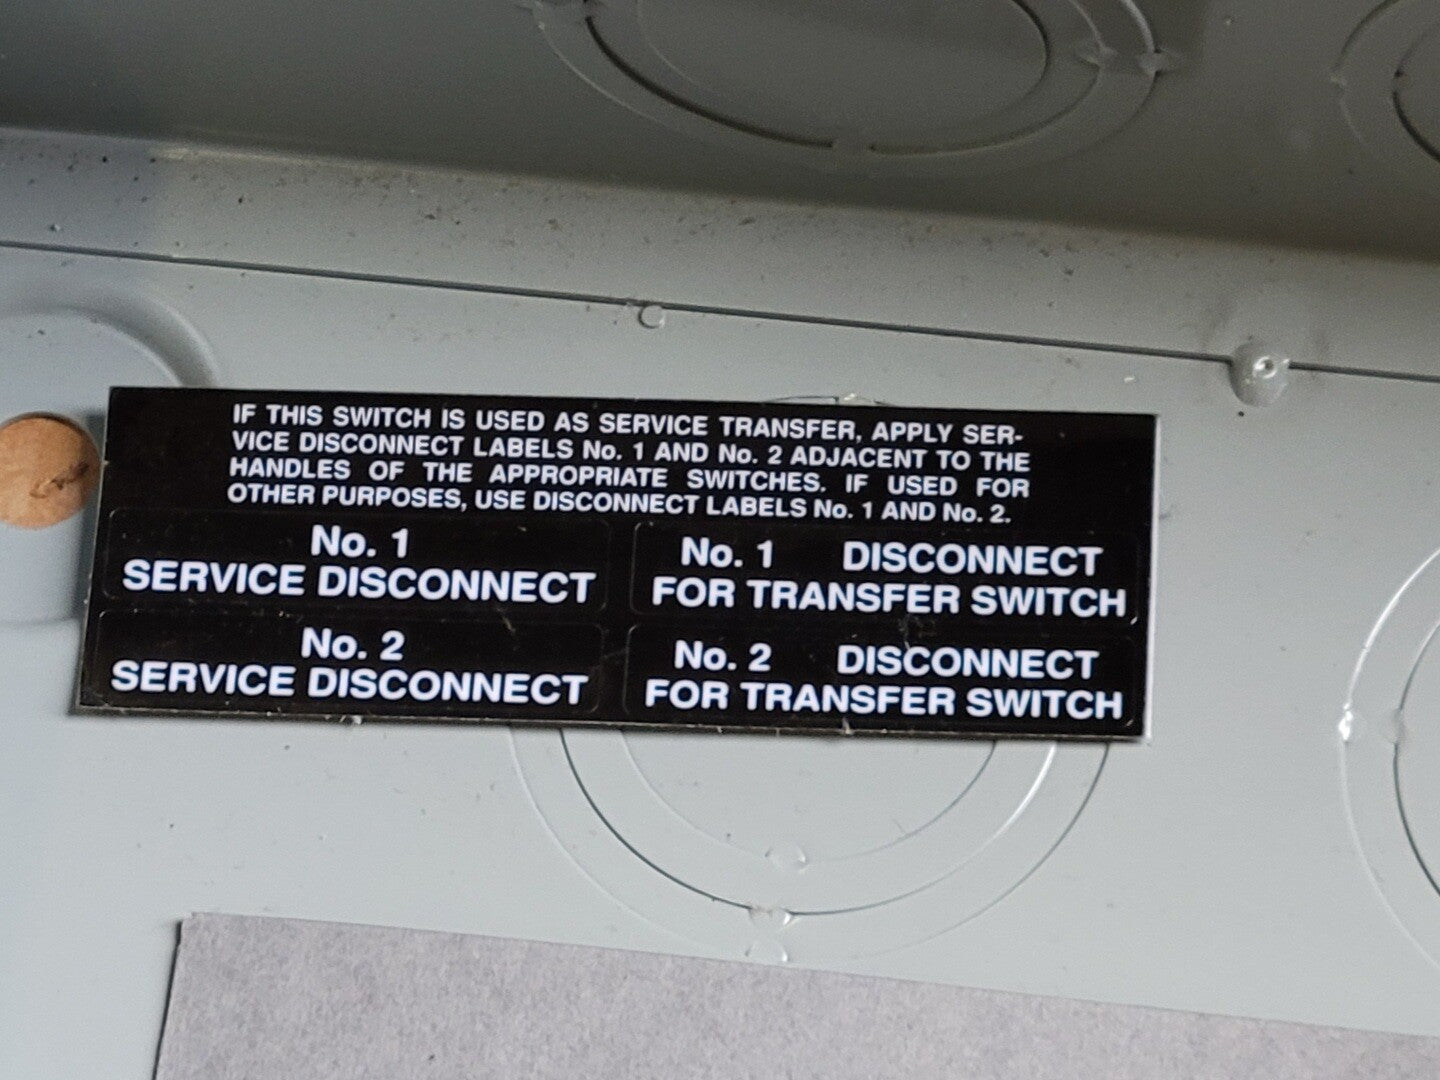 IF THIS SWITCH IS USED AS SERVICE TRANSFER, APPLY SER-
VICE DISCONNECT LABELS No. 1 AND No. 2 ADJACENT TO THE
HANDLES OF THE APPROPRIATE SWITCHES. IF USED FOR
OTHER PURPOSES, USE DISCONNECT LABELS No. 1 AND No. 2.
No. 1
SERVICE DISCONNECT
No. 1 DISCONNECT
FOR TRANSFER SWITCH
No. 2
SERVICE DISCONNECT
No. 2 DISCONNECT
FOR TRANSFER SWITCH